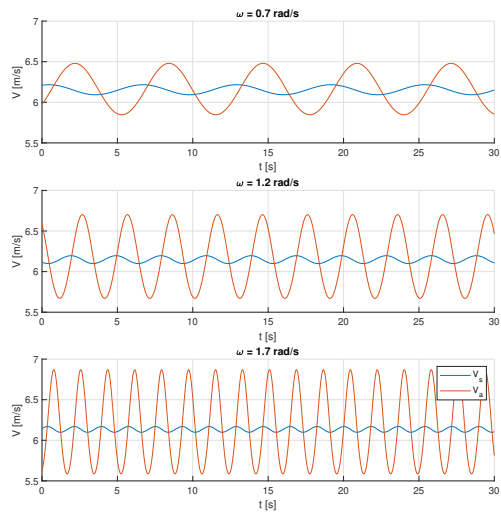 ω = 0.7 rad/s
7
6.5
6
5.5
V [m/s]
0 5 10 15 20 25 30
t [s]
ω = 1.2 rad/s
7
6.5
6
5.5
V [m/s]
0 5 10 15 20 25 30
t [s]
ω = 1.7 rad/s
7
6.5
6
5.5
V [m/s]
V_s
V_a
0 5 10 15 20 25 30
t [s]